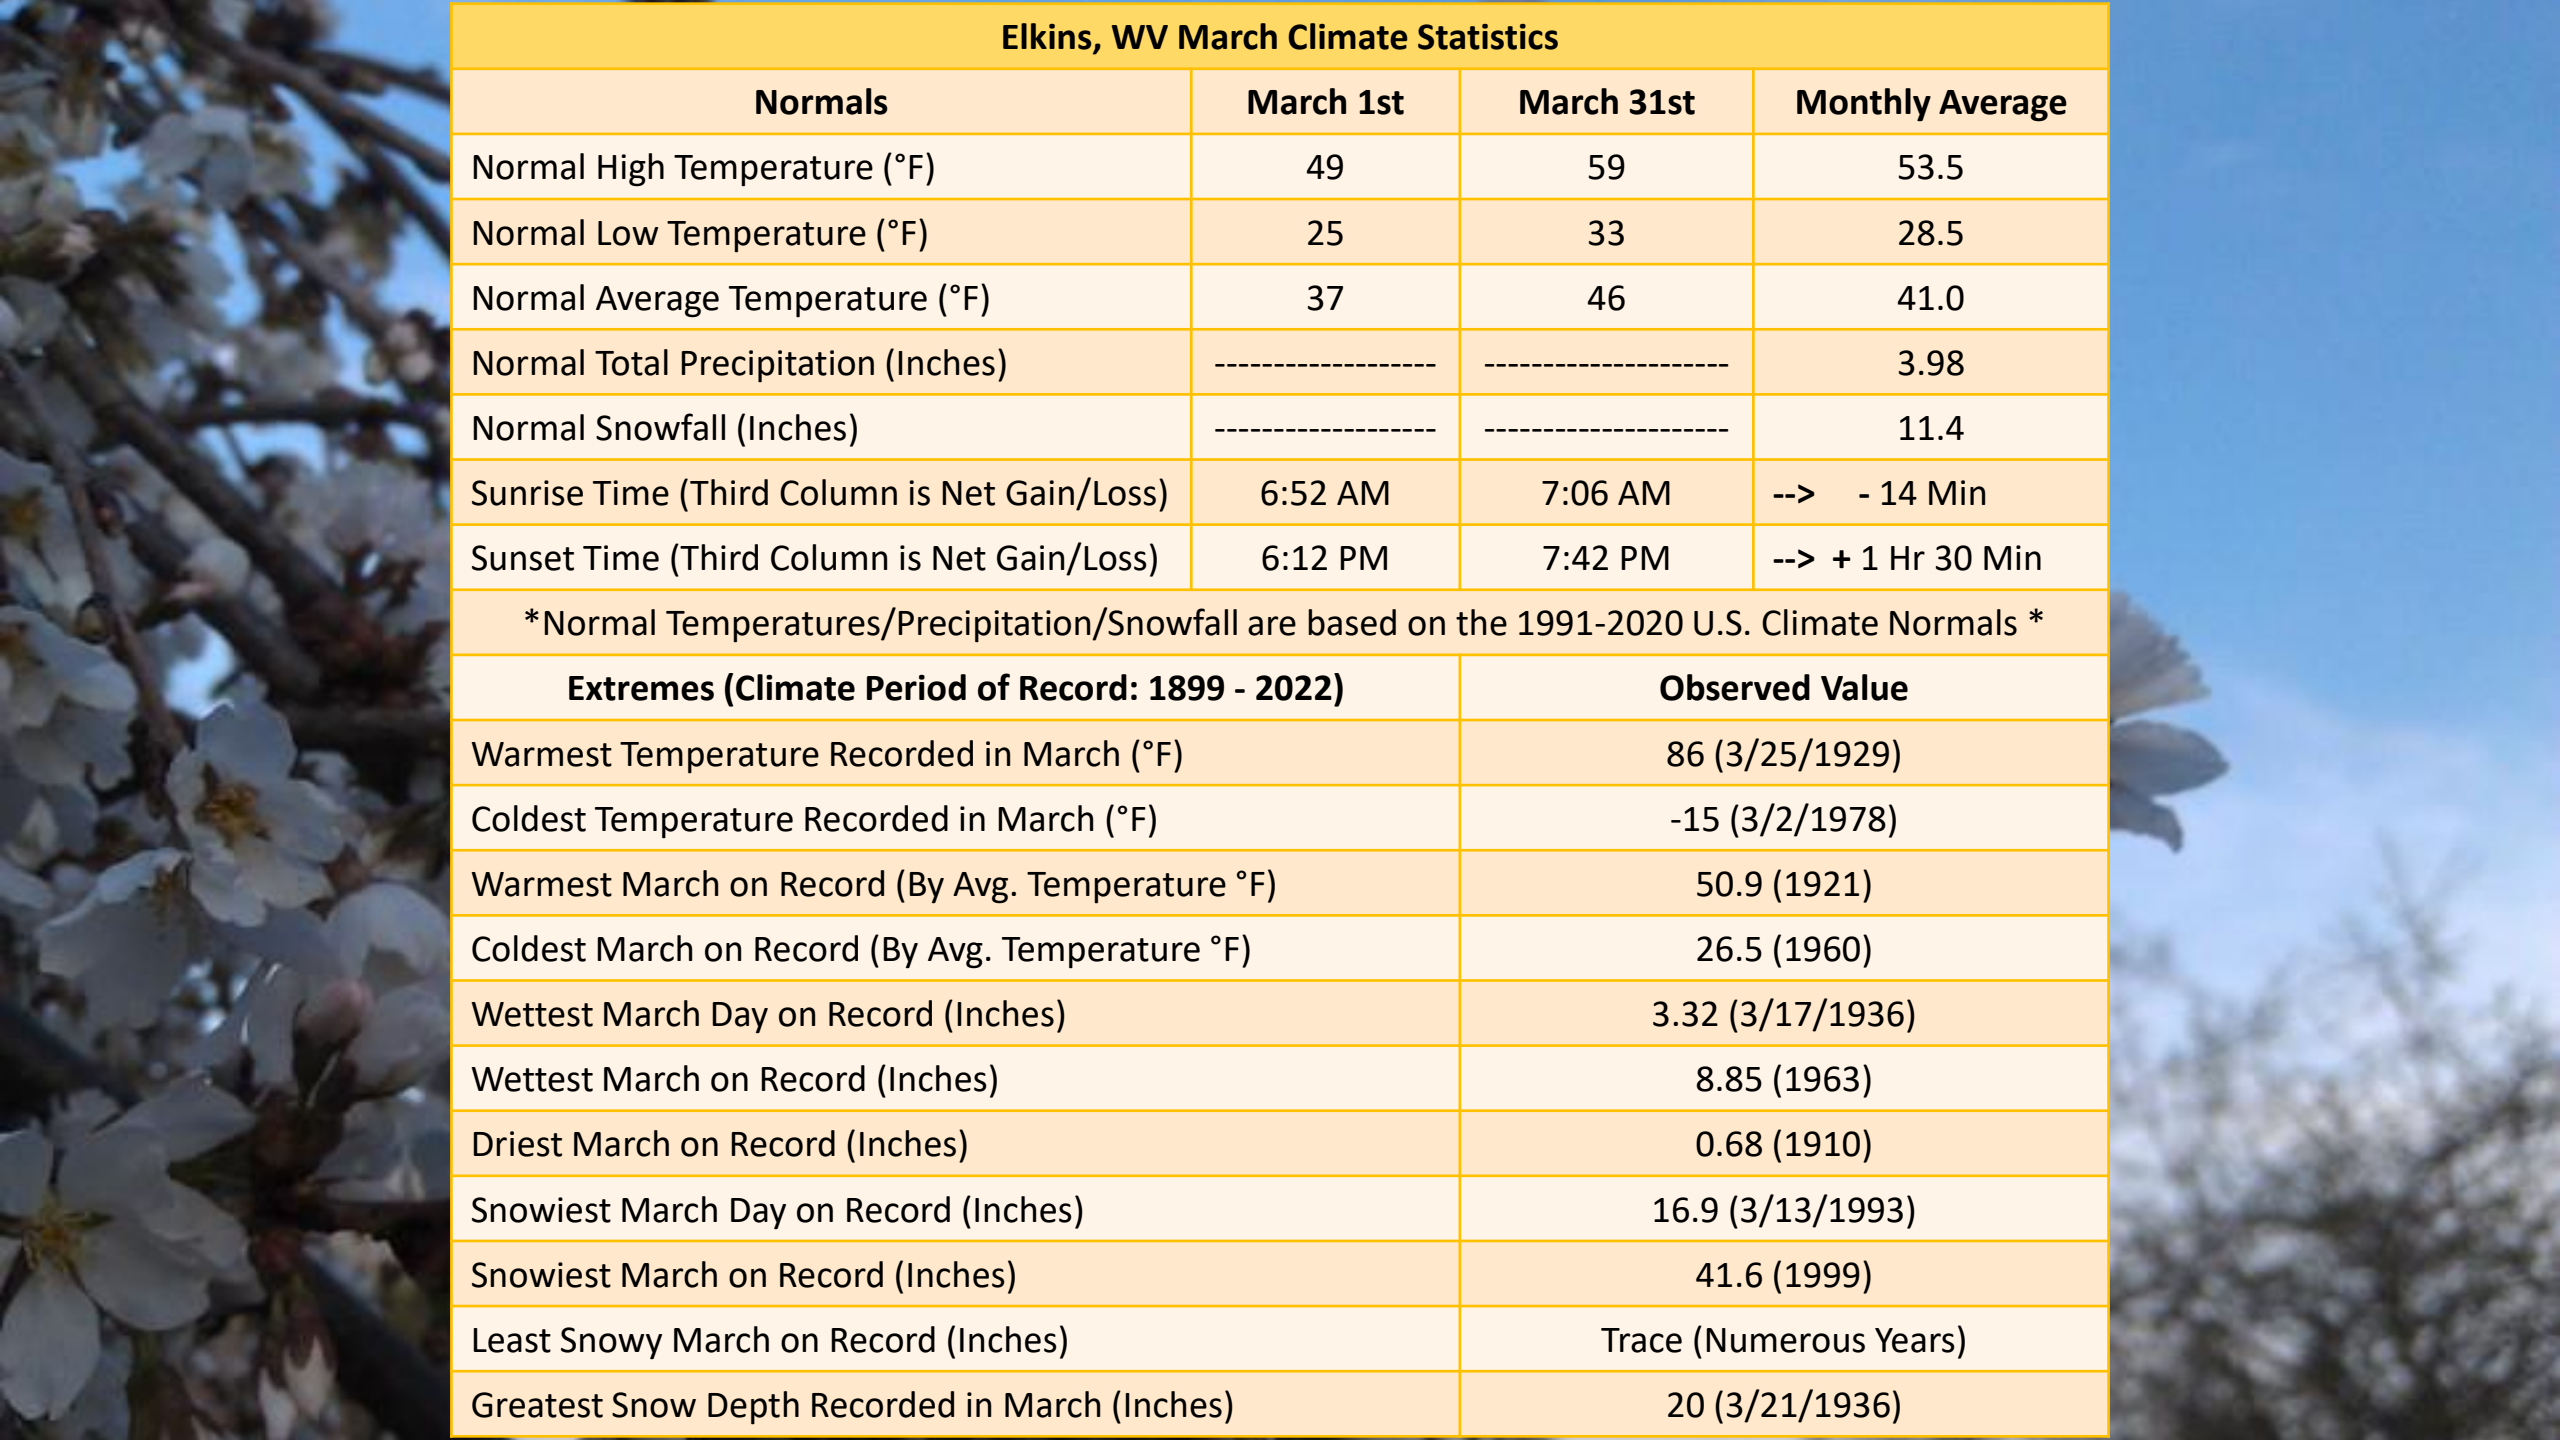 Elkins, WV March Climate Statistics
Normals March 1st March 31st Monthly Average
Normal High Temperature (°F) 49 59 53.5
Normal Low Temperature (°F) 25 33 28.5
Normal Average Temperature (°F) 37 46 41.0
Normal Total Precipitation (Inches) ------------------- --------------------- 3.98
Normal Snowfall (Inches) ------------------- --------------------- 11.4
Sunrise Time (Third Column is Net Gain/Loss) 6:52 AM 7:06 AM --> - 14 Min
Sunset Time (Third Column is Net Gain/Loss) 6:12 PM 7:42 PM --> + 1 Hr 30 Min
*Normal Temperatures/Precipitation/Snowfall are based on the 1991-2020 U.S. Climate Normals *
Extremes (Climate Period of Record: 1899 - 2022) Observed Value
Warmest Temperature Recorded in March (°F) 86 (3/25/1929)
Coldest Temperature Recorded in March (°F) -15 (3/2/1978)
Warmest March on Record (By Avg. Temperature °F) 50.9 (1921)
Coldest March on Record (By Avg. Temperature °F) 26.5 (1960)
Wettest March Day on Record (Inches) 3.32 (3/17/1936)
Wettest March on Record (Inches) 8.85 (1963)
Driest March on Record (Inches) 0.68 (1910)
Snowiest March Day on Record (Inches) 16.9 (3/13/1993)
Snowiest March on Record (Inches) 41.6 (1999)
Least Snowy March on Record (Inches) Trace (Numerous Years)
Greatest Snow Depth Recorded in March (Inches) 20 (3/21/1936)